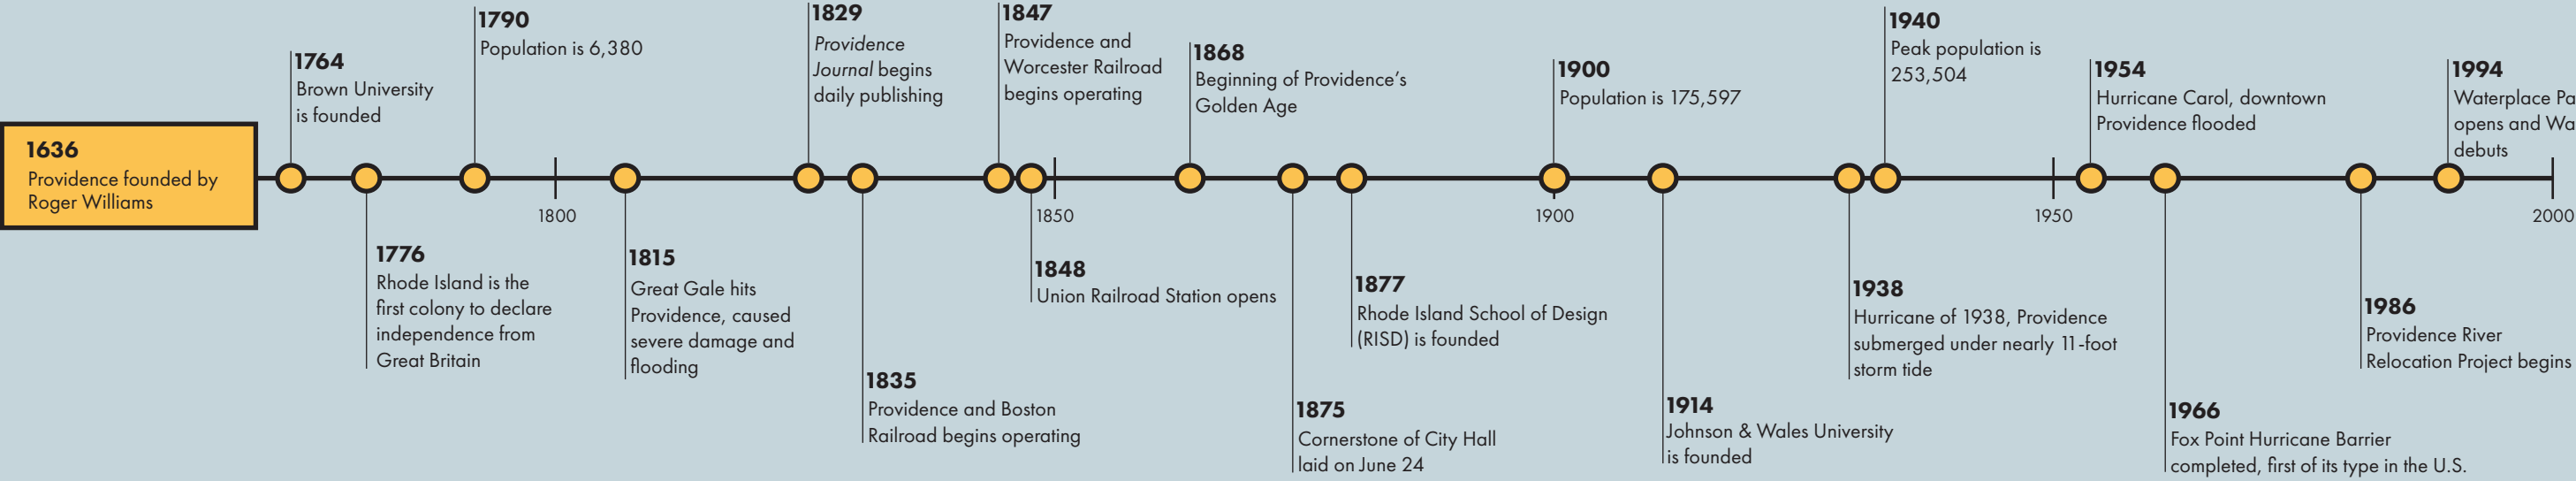 1636
Providence founded by
Roger Williams
1764
Brown University
is founded
1776
Rhode Island is the
first colony to declare
independence from
Great Britain
1790
Population is 6,380
1800
1815
Great Gale hits
Providence, caused
severe damage and
flooding
1829
Providence
Journal begins
daily publishing
1835
Providence and Boston
Railroad begins operating
1847
Providence and
Worcester Railroad
begins operating
1848
Union Railroad Station opens
1850
1868
Beginning of Providence’s
Golden Age
1875
Cornerstone of City Hall
laid on June 24
1877
Rhode Island School of Design
(RISD) is founded
1900
Population is 175,597
1900
1914
Johnson & Wales University
is founded
1938
Hurricane of 1938, Providence
submerged under nearly 11-foot
storm tide
1940
Peak population is
253,504
1950
1954
Hurricane Carol, downtown
Providence flooded
1966
Fox Point Hurricane Barrier
completed, first of its type in the U.S.
1986
Providence River
Relocation Project begins
1994
Waterplace Pa
opens and Wa
debuts
2000